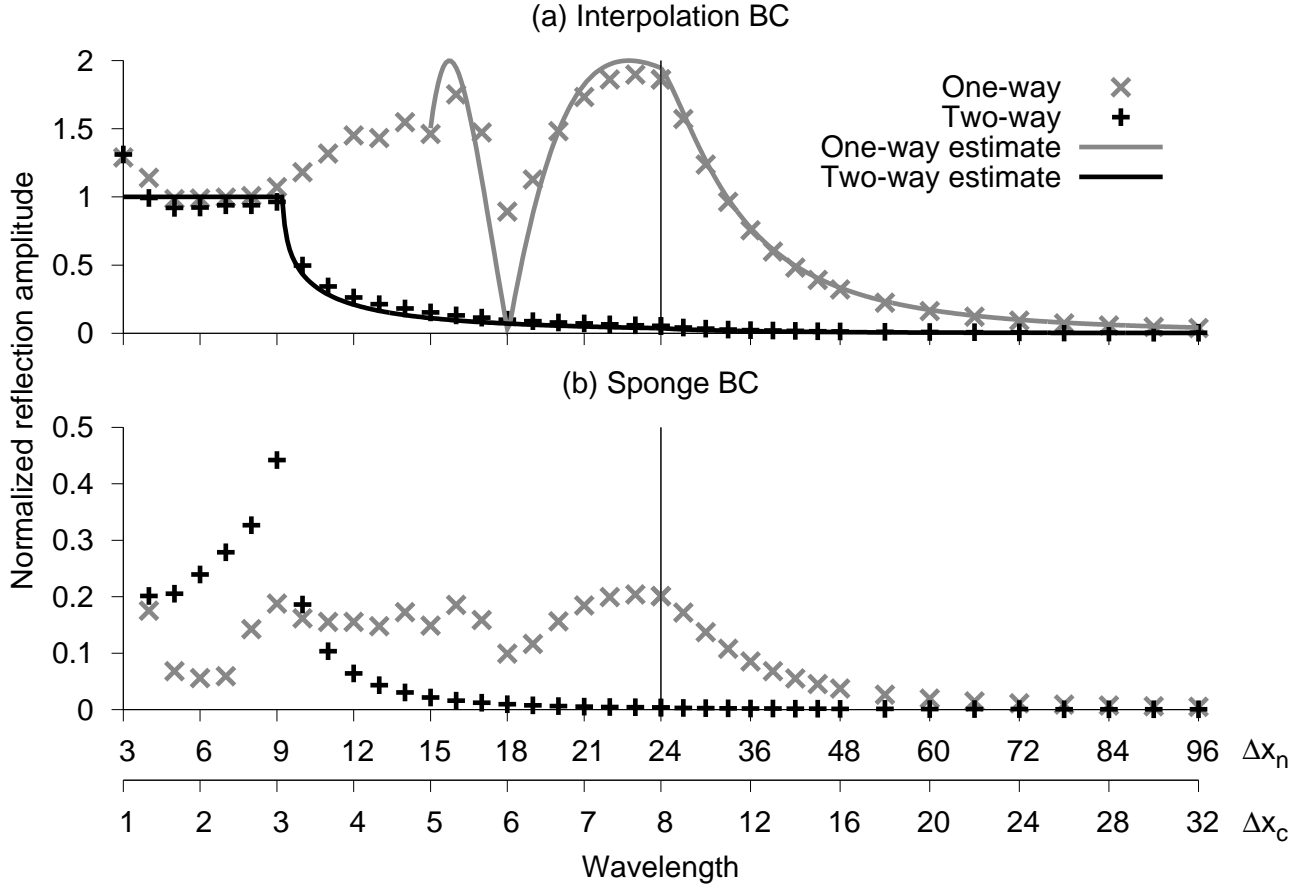 (a) Interpolation BC
2
1.5
1
0.5
0
One-way
Two-way
One-way estimate
Two-way estimate
Normalized reflection amplitude
(b) Sponge BC
0.5
0.4
0.3
0.2
0.1
0
3 6 9 12 15 18 21 24 36 48 60 72 84 96 Δxn
1 2 3 4 5 6 7 8 12 16 20 24 28 32 Δxc
Wavelength